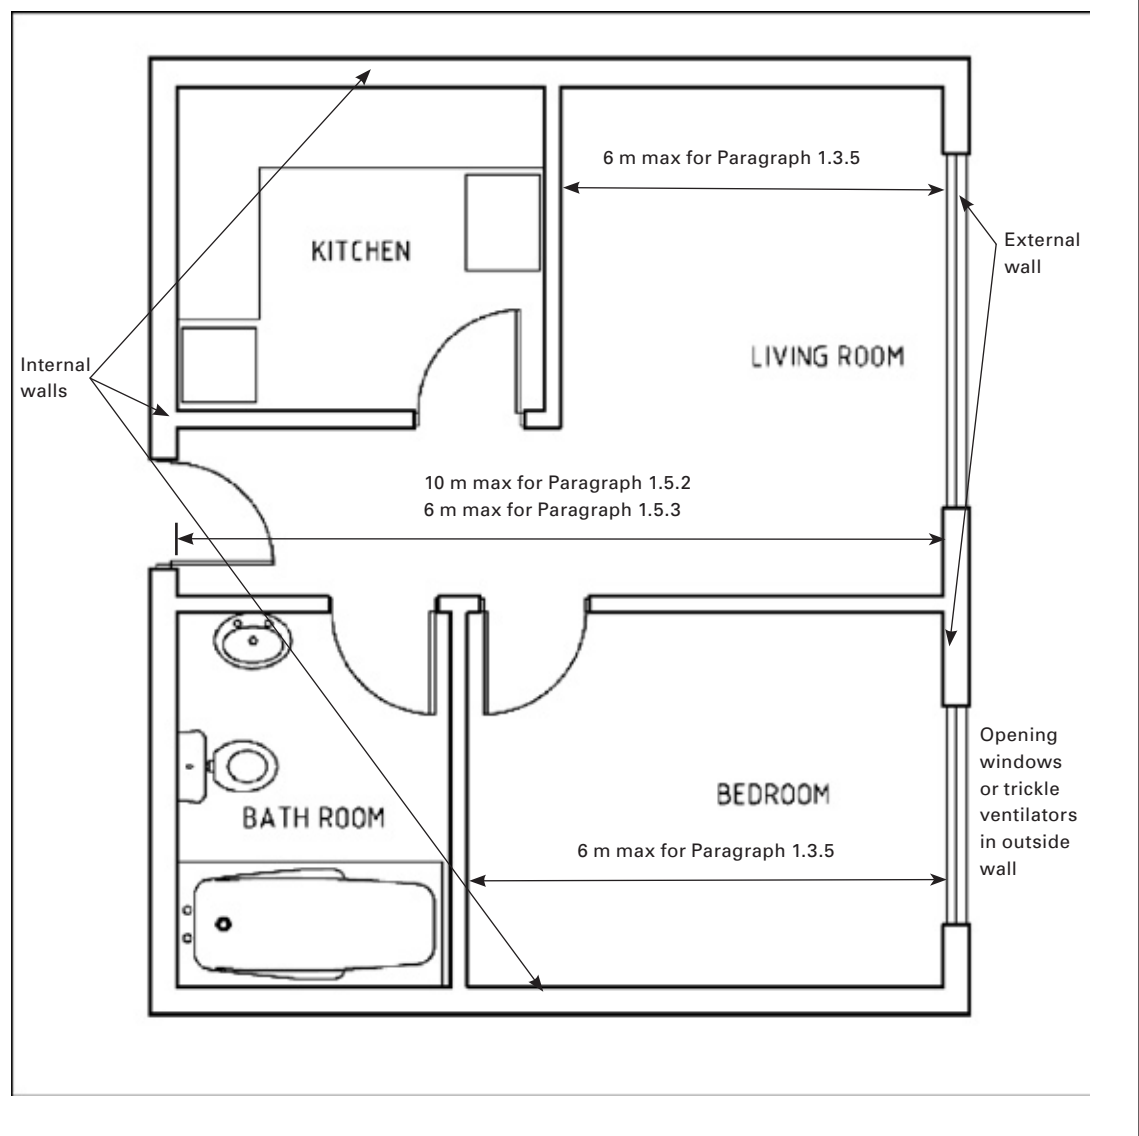 6 m max for Paragraph 1.3.5
KITCHEN
External
wall
LIVING ROOM
Internal
walls
10 m max for Paragraph 1.5.2
6 m max for Paragraph 1.5.3
Opening
windows
or trickle
ventilators
in outside
wall
BEDROOM
BATH ROOM
6 m max for Paragraph 1.3.5